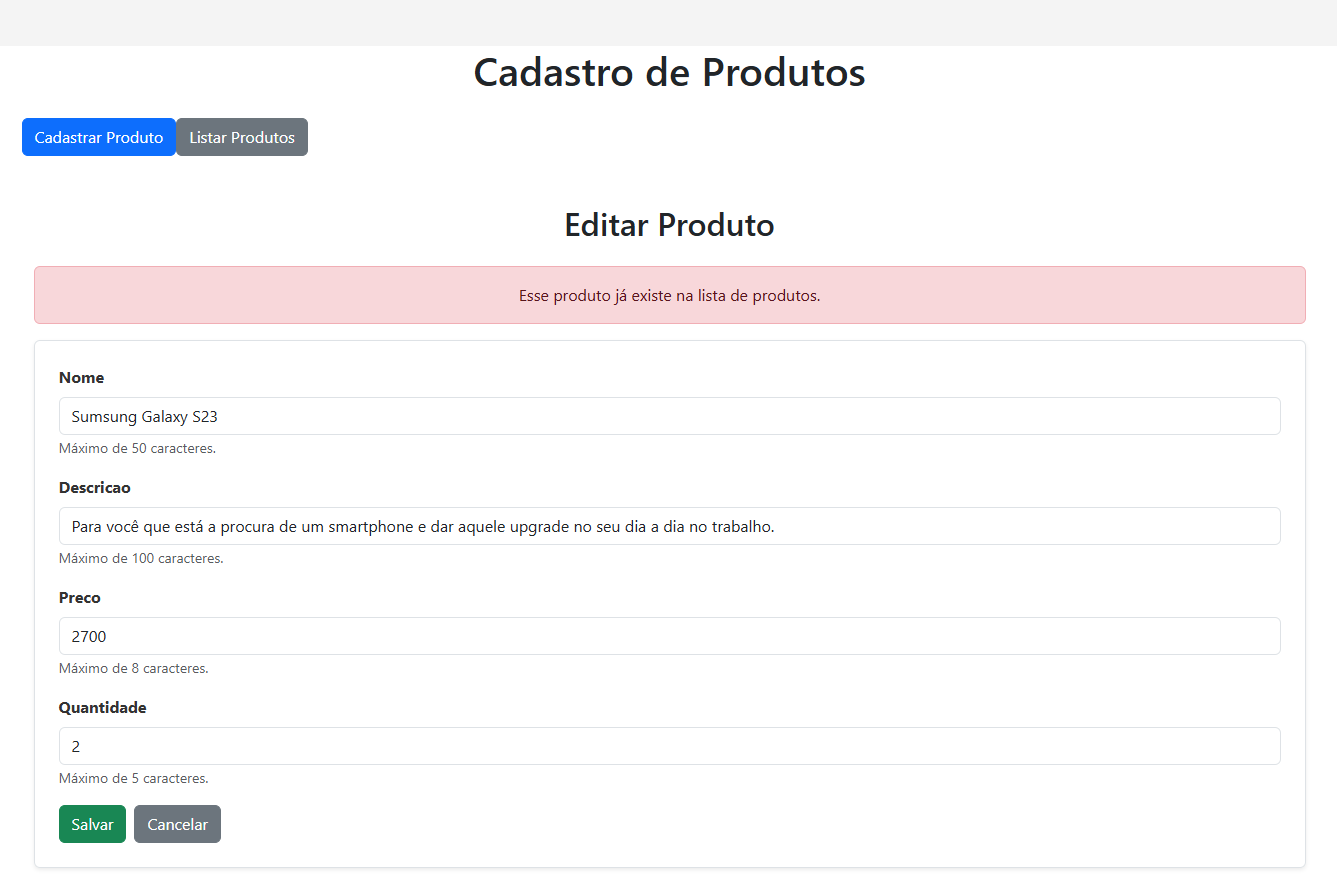 Cadastro de Produtos
Cadastrar Produto Listar Produtos
Editar Produto
Esse produto já existe na lista de produtos.
Nome
Sumsung Galaxy S23
Máximo de 50 caracteres.
Descricao
Para você que está a procura de um smartphone e dar aquele upgrade no seu dia a dia no trabalho.
Máximo de 100 caracteres.
Preco
2700
Máximo de 8 caracteres.
Quantidade
2
Máximo de 5 caracteres.
Salvar Cancelar